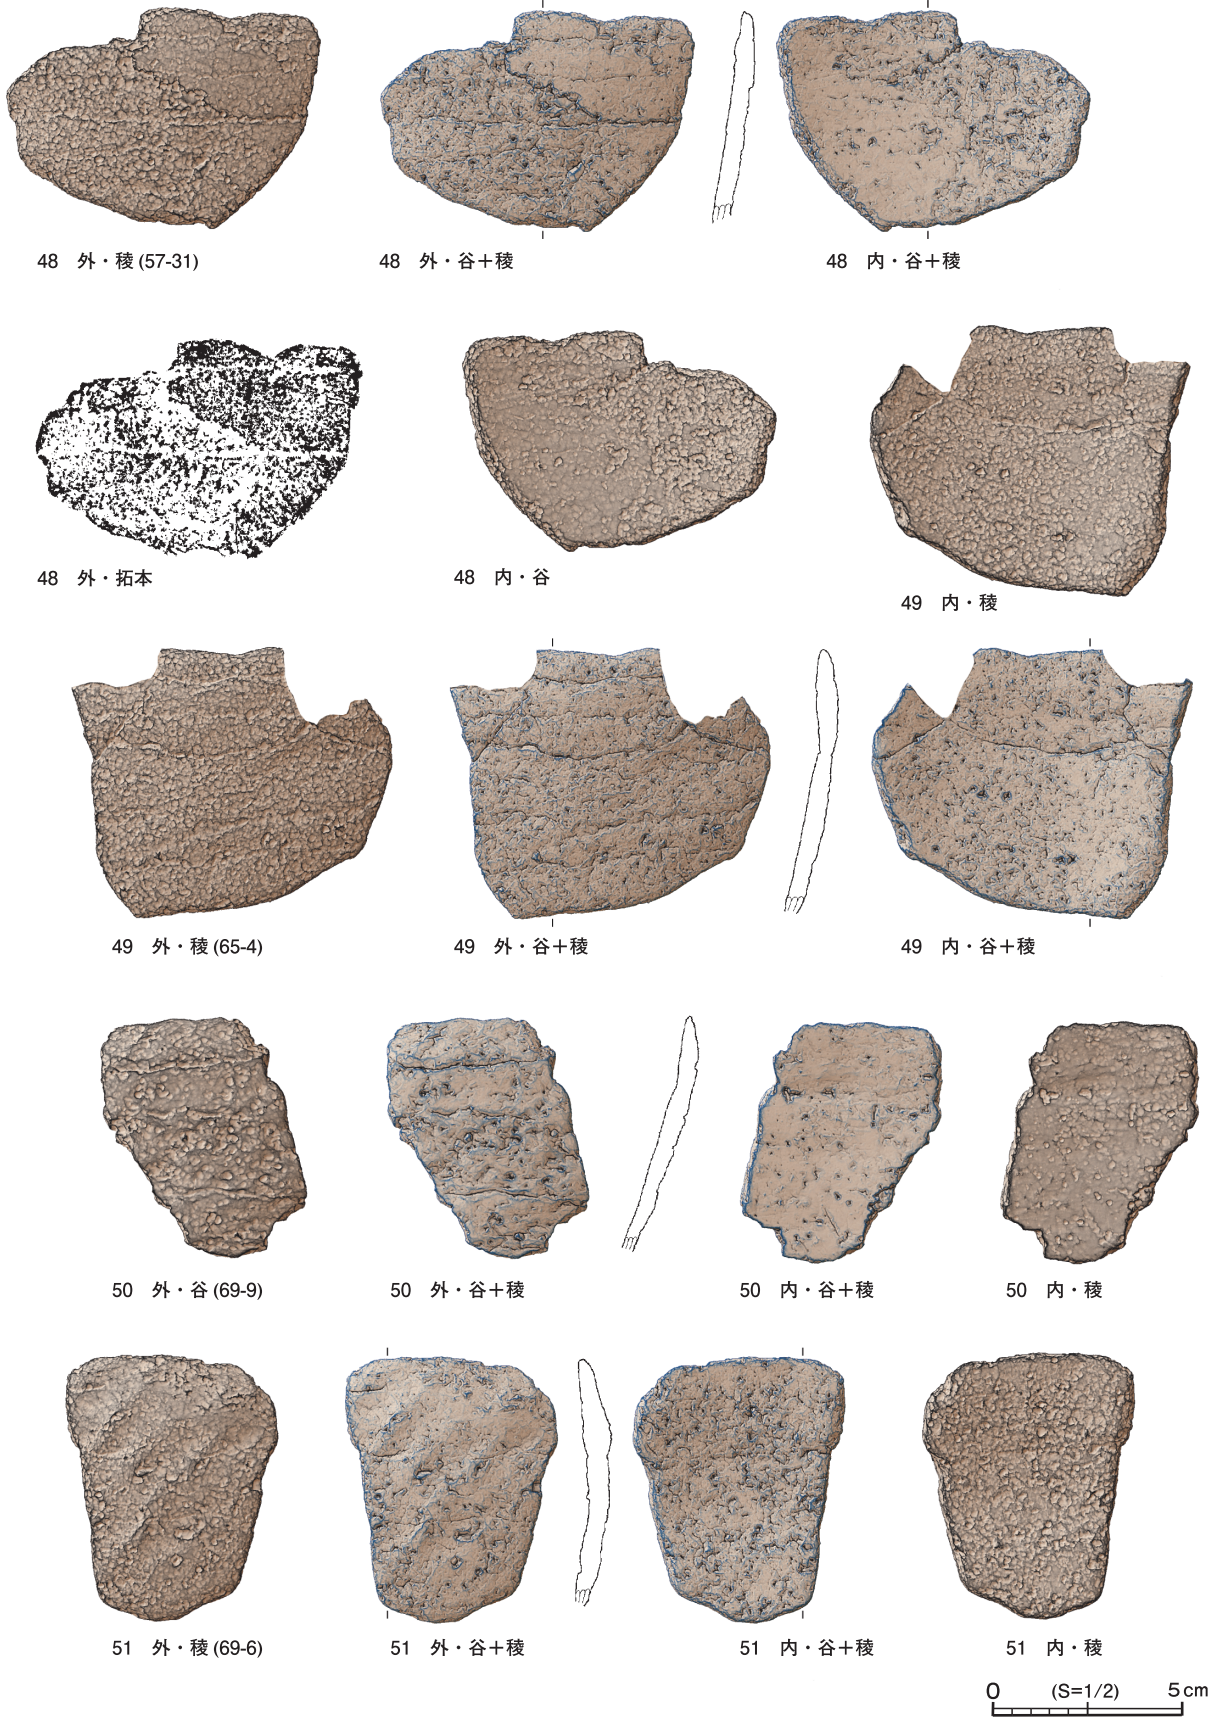 48　外・稜 (57-31)
48　外・谷＋稜
48　内・谷＋稜
48　外・拓本
48　内・谷
49　内・稜
49　外・稜 (65-4)
49　外・谷＋稜
49　内・谷＋稜
50　外・谷 (69-9)
50　外・谷＋稜
50　内・谷＋稜
50　内・稜
51　外・稜 (69-6)
51　外・谷＋稜
51　内・谷＋稜
51　内・稜
0　(S=1/2)　5cm